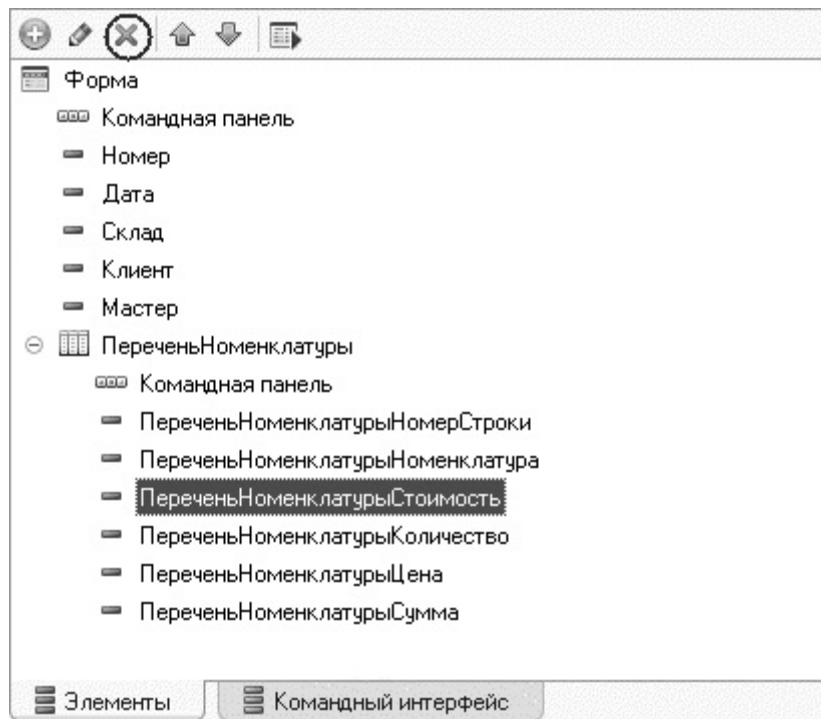 Форма
Командная панель
Номер
Дата
Склад
Клиент
Мастер
ПереченьНоменклатуры
Командная панель
ПереченьНоменклатурыНомерСтроки
ПереченьНоменклатурыНоменклатура
ПереченьНоменклатурыСтоимость
ПереченьНоменклатурыКоличество
ПереченьНоменклатурыЦена
ПереченьНоменклатурыСумма
Элементы
Командный интерфейс